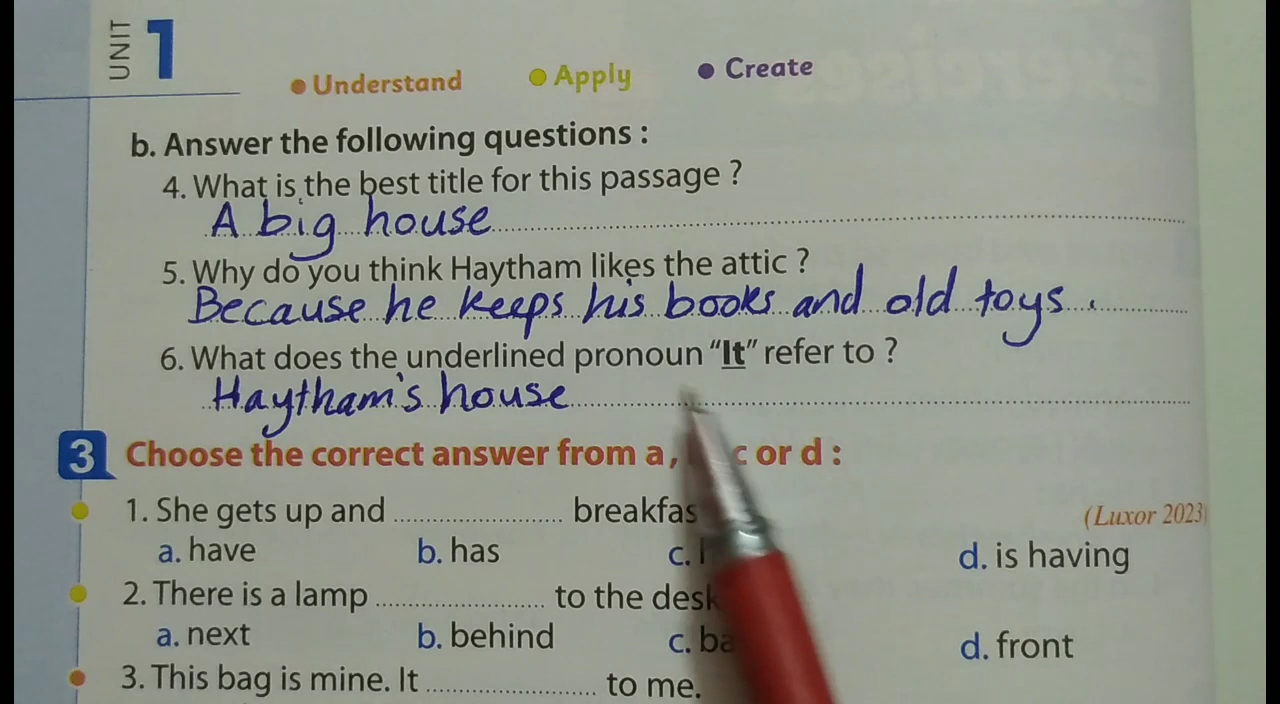 UNIT 1
Understand Apply Create
b. Answer the following questions :
4. What is the best title for this passage ?
A big house
5. Why do you think Haytham likes the attic ?
Because he keeps his books and old toys .
6. What does the underlined pronoun “It” refer to ?
Haytham's house
3 Choose the correct answer from a , c or d :
1. She gets up and .................... breakfas
(Luxor 2023)
a. have b. has c. d. is having
2. There is a lamp .................... to the desk
a. next b. behind c. ba d. front
3. This bag is mine. It .................... to me.